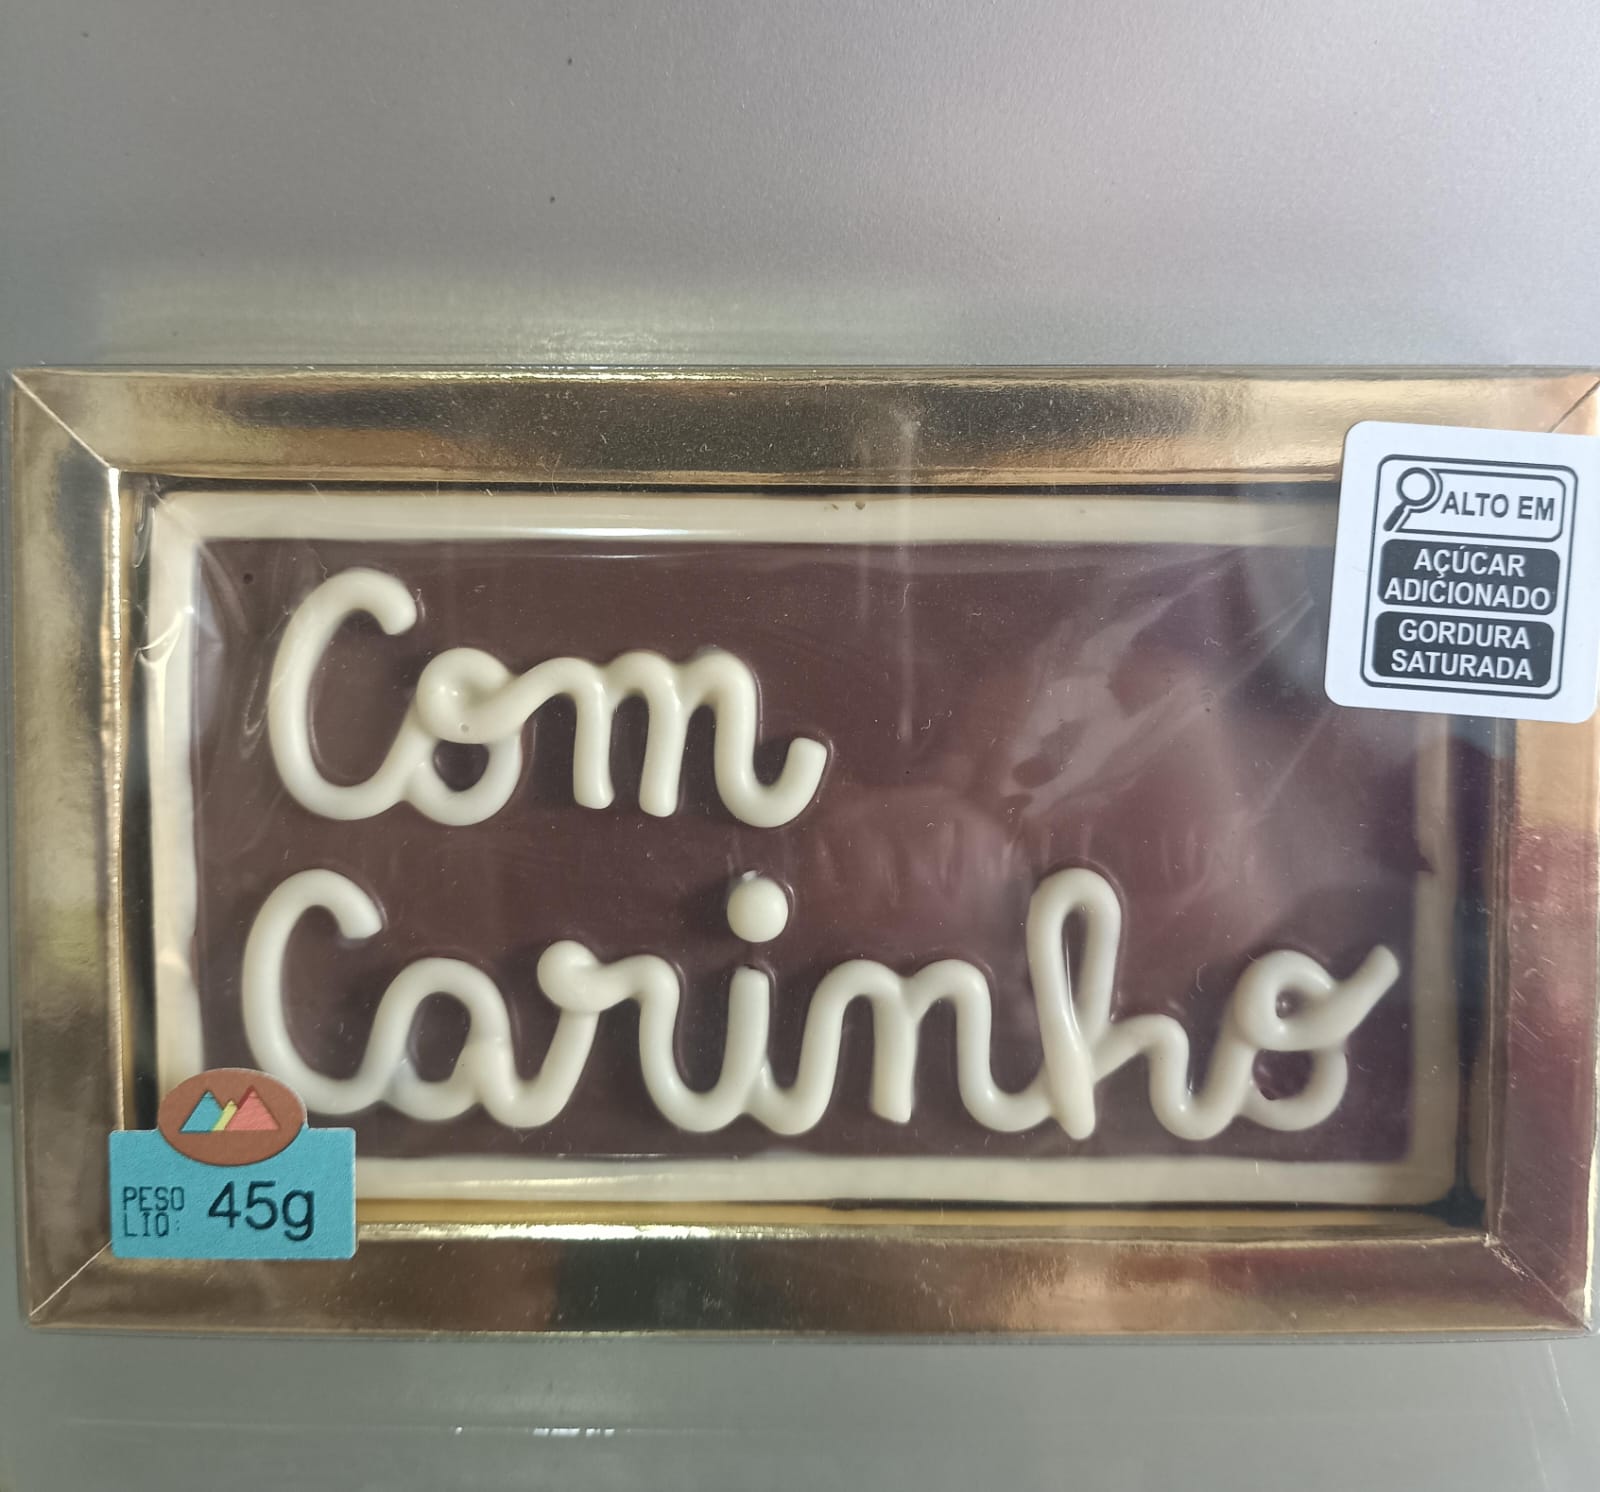 ALTO EM
AÇÚCAR
ADICIONADO
GORDURA
SATURADA
Com
Carinho
PESO
LIQ: 45g